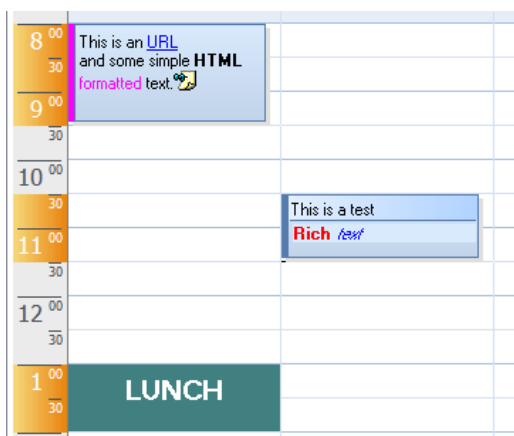 8 00
This is an URL
and some simple HTML
30
formatted text.
9 00
30
10 00
30
This is a test
Rich text
11 00
30
12 00
30
1 00
LUNCH
30